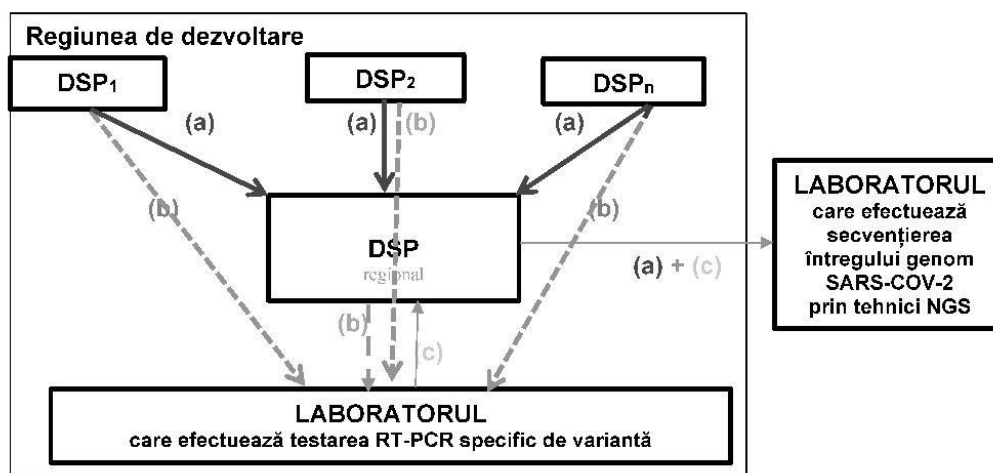 Regiunea de dezvoltare
DSP1
DSP2
DSPn
(a)
(a)
(b)
(a)
(b)
(b)
DSP
regional
(a) + (c)
(b)
(c)
LABORATORUL
care efectuează
secvențierea
întregului genom
SARS-COV-2
prin tehnici NGS
LABORATORUL
care efectuează testarea RT-PCR specific de variantă